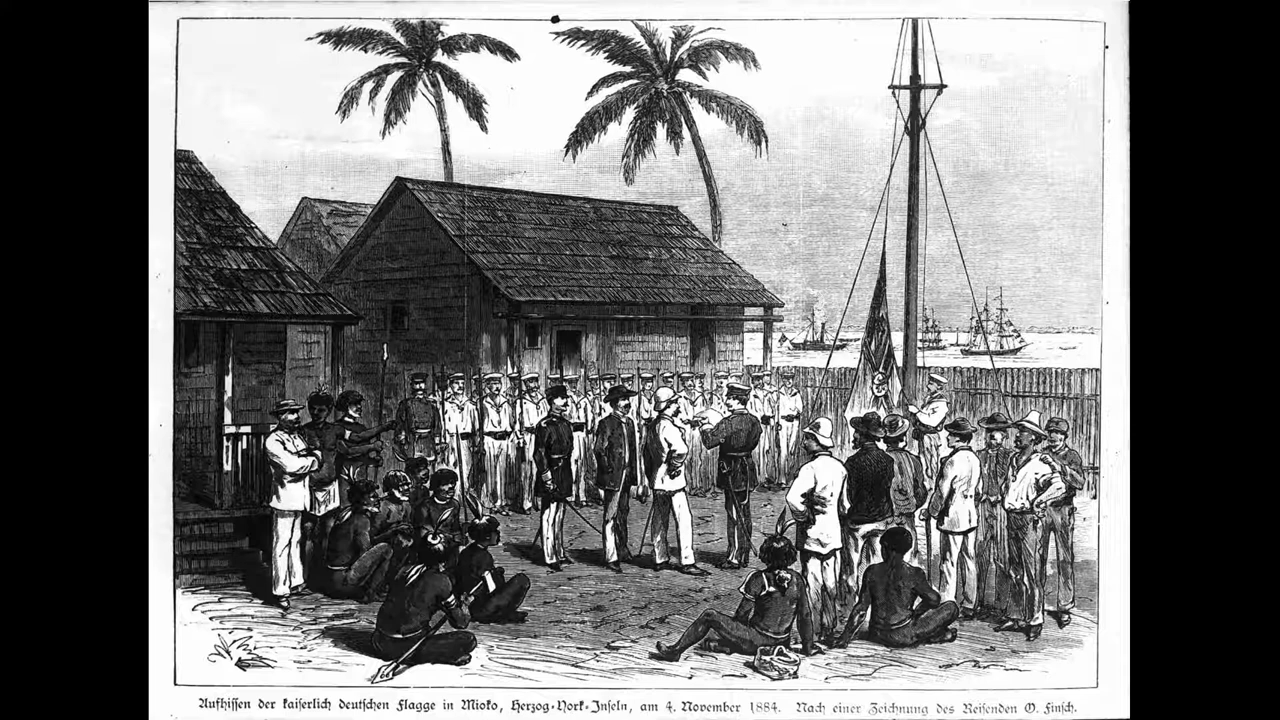 Aufhissen der kaiserlich deutschen Flagge in Mioko, Herzog-York-Inseln, am 4. November 1884. Nach einer Zeichnung des Reisenden O. Finsch.